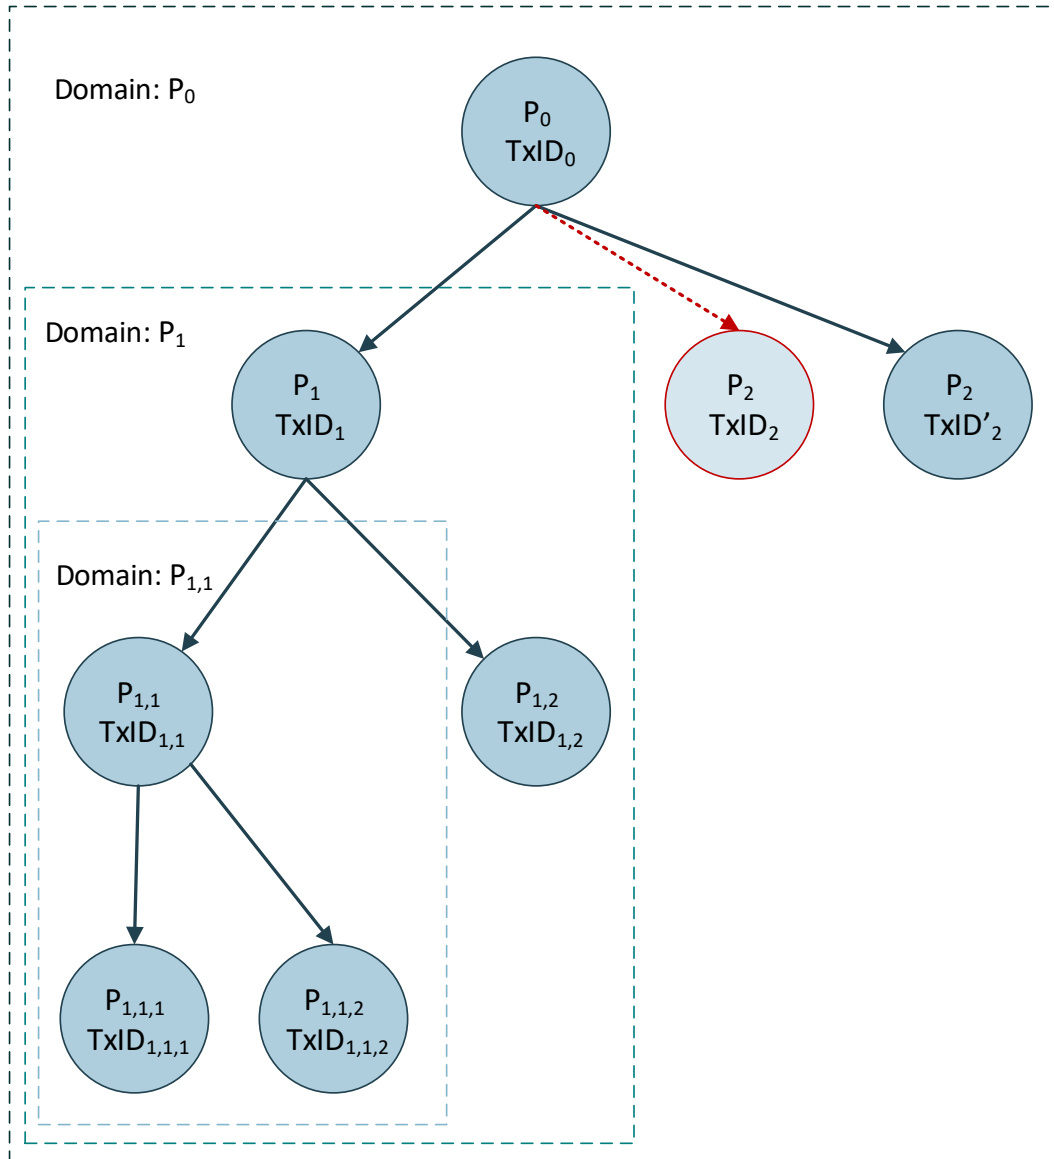 Domain: P₀
P₀
TxID₀
Domain: P₁
P₁
TxID₁
P₂
TxID₂
P₂
TxID’₂
Domain: P₁,₁
P₁,₁
TxID₁,₁
P₁,₂
TxID₁,₂
P₁,₁,₁
TxID₁,₁,₁
P₁,₁,₂
TxID₁,₁,₂